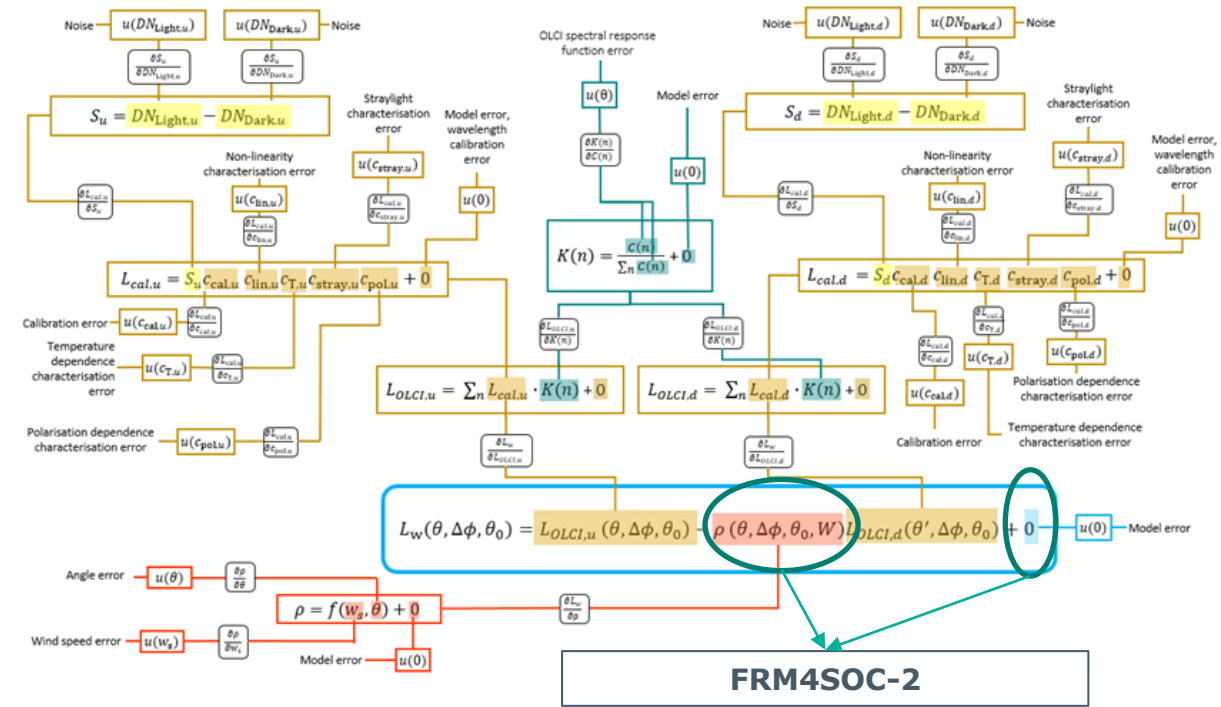 Noise
u(DN_Light,u)
u(DN_Dark,u)
Noise
∂S_u/∂DN_Light,u
∂S_u/∂DN_Dark,u
S_u = DN_Light,u − DN_Dark,u
Straylight
characterisation
error
u(c_stray,u)
∂L_cal,u/∂c_stray,u
Model error,
wavelength
calibration
error
u(0)
Non-linearity
characterisation error
u(c_lin,u)
∂L_cal,u/∂c_lin,u
∂L_cal,u/∂S_u
L_cal,u = S_u c_cal,u c_lin,u c_T,u c_stray,u c_pol,u + 0
Calibration error
u(c_cal,u)
∂L_cal,u/∂c_cal,u
Temperature
dependence
characterisation
error
u(c_T,u)
∂L_cal,u/∂c_T,u
Polarisation dependence
characterisation error
u(c_pol,u)
∂L_cal,u/∂c_pol,u
OLCI spectral response
function error
u(θ)
∂K(n)/∂C(n)
Model error
u(0)
K(n) = C(n)/∑_n C(n) + 0
∂L_OLCI,u/∂K(n)
∂L_OLCI,d/∂K(n)
L_OLCI,u = ∑_n L_cal,u · K(n) + 0
L_OLCI,d = ∑_n L_cal,d · K(n) + 0
∂L_w/∂L_OLCI,u
∂L_w/∂L_OLCI,d
Noise
u(DN_Light,d)
u(DN_Dark,d)
Noise
∂S_d/∂DN_Light,d
∂S_d/∂DN_Dark,d
S_d = DN_Light,d − DN_Dark,d
Straylight
characterisation
error
u(c_stray,d)
∂L_cal,d/∂c_stray,d
Model error,
wavelength
calibration
error
u(0)
Non-linearity
characterisation error
u(c_lin,d)
∂L_cal,d/∂c_lin,d
∂L_cal,d/∂S_d
L_cal,d = S_d c_cal,d c_lin,d c_T,d c_stray,d c_pol,d + 0
∂L_cal,d/∂c_cal,d
u(c_cal,d)
Calibration error
∂L_cal,d/∂c_T,d
u(c_T,d)
Temperature dependence
characterisation error
∂L_cal,d/∂c_pol,d
u(c_pol,d)
Polarisation dependence
characterisation error
L_w(θ, Δϕ, θ_0) = L_OLCI,u (θ, Δϕ, θ_0) − ρ (θ, Δϕ, θ_0, W) L_OLCI,d(θ′, Δϕ, θ_0) + 0
u(0)
Model error
Angle error
u(θ)
∂ρ/∂θ
ρ = f(w_s, θ) + 0
∂L_w/∂ρ
Wind speed error
u(w_s)
∂ρ/∂w_s
Model error
u(0)
FRM4SOC-2